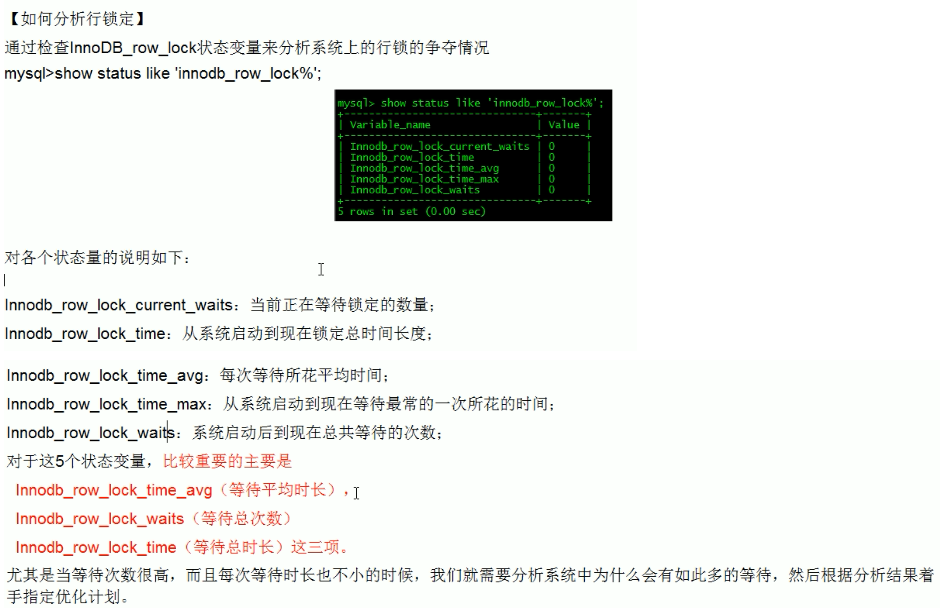 【如何分析行锁定】
通过检查InnoDB_row_lock状态变量来分析系统上的行锁的争夺情况
mysql>show status like 'innodb_row_lock%';
mysql> show status like 'innodb_row_lock%';
+-------------------------------+-------+
| Variable_name | Value |
+-------------------------------+-------+
| Innodb_row_lock_current_waits | 0 |
| Innodb_row_lock_time | 0 |
| Innodb_row_lock_time_avg | 0 |
| Innodb_row_lock_time_max | 0 |
| Innodb_row_lock_waits | 0 |
+-------------------------------+-------+
5 rows in set (0.00 sec)
对各个状态量的说明如下：
Innodb_row_lock_current_waits：当前正在等待锁定的数量；
Innodb_row_lock_time：从系统启动到现在锁定总时间长度；
Innodb_row_lock_time_avg：每次等待所花平均时间；
Innodb_row_lock_time_max：从系统启动到现在等待最常的一次所花的时间；
Innodb_row_lock_waits：系统启动后到现在总共等待的次数；
对于这5个状态变量，比较重要的主要是
Innodb_row_lock_time_avg（等待平均时长），
Innodb_row_lock_waits（等待总次数）
Innodb_row_lock_time（等待总时长）这三项。
尤其是当等待次数很高，而且每次等待时长也不小的时候，我们就需要分析系统中为什么会有如此多的等待，然后根据分析结果着
手指定优化计划。